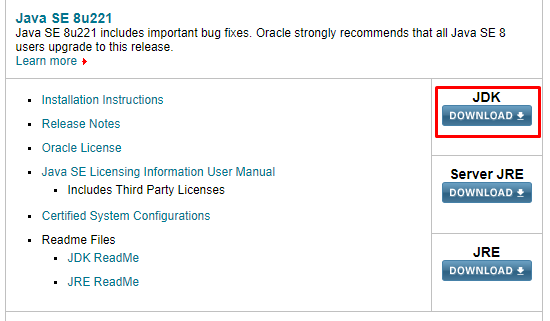 Java SE 8u221
Java SE 8u221 includes important bug fixes. Oracle strongly recommends that all Java SE 8
users upgrade to this release.
Learn more
Installation Instructions
Release Notes
Oracle License
Java SE Licensing Information User Manual
Includes Third Party Licenses
Certified System Configurations
Readme Files
JDK ReadMe
JRE ReadMe
JDK
DOWNLOAD
Server JRE
DOWNLOAD
JRE
DOWNLOAD